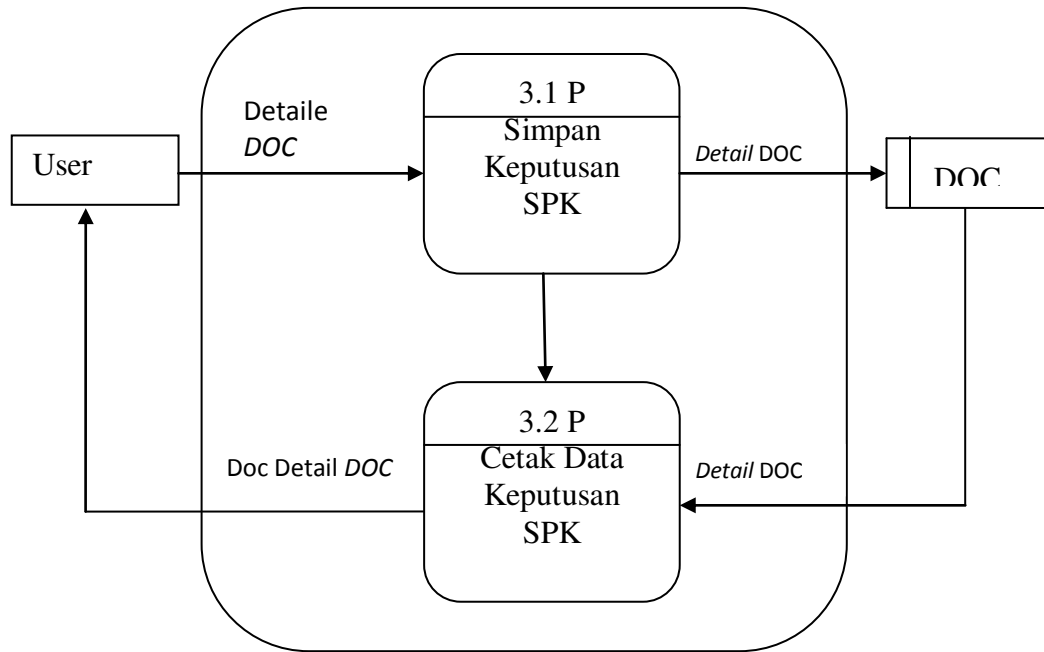 Detaile
DOC
User
3.1 P
Simpan
Keputusan
SPK
Detail DOC
DOC
Doc Detail DOC
3.2 P
Cetak Data
Keputusan
SPK
Detail DOC